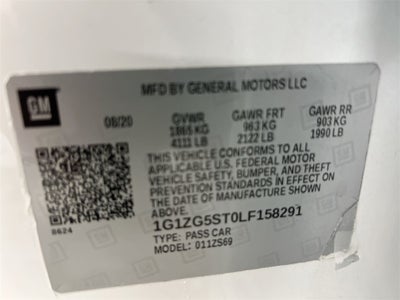 MFD BY GENERAL MOTORS LLC
GM
08/20 GVWR GAWR FRT GAWR RR
1865 KG 963 KG 903 KG
4111 LB 2122 LB 1990 LB
THIS VEHICLE CONFORMS TO ALL
APPLICABLE U.S. FEDERAL MOTOR
VEHICLE SAFETY, BUMPER, AND THEFT
PREVENTION STANDARDS IN EFFECT ON
THE DATE OF MANUFACTURE SHOWN
ABOVE.
8624
1G1ZG5ST0LF158291
TYPE: PASS CAR
MODEL: 011ZS69